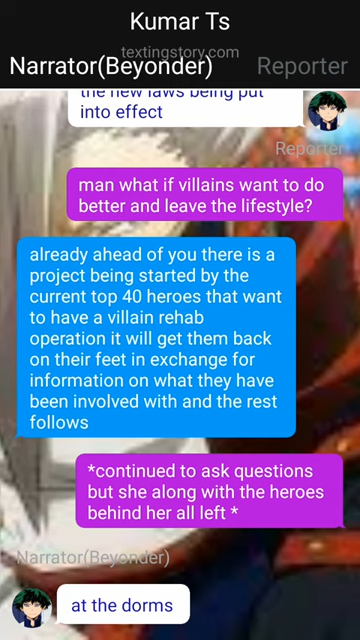 Kumar Ts
textingstory.com
Narrator(Beyonder) Reporter
the new laws being put
into effect
Reporter
man what if villains want to do
better and leave the lifestyle?
already ahead of you there is a
project being started by the
current top 40 heroes that want
to have a villain rehab
operation it will get them back
on their feet in exchange for
information on what they have
been involved with and the rest
follows
*continued to ask questions
but she along with the heroes
behind her all left *
Narrator(Beyonder)
at the dorms